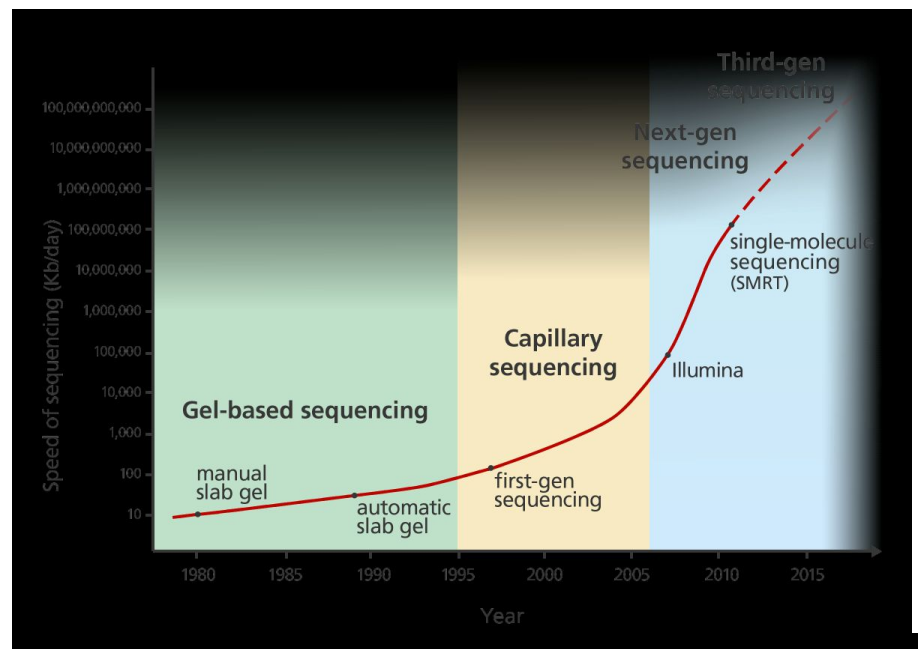 Third-gen
sequencing
Next-gen
sequencing
100,000,000,000
10,000,000,000
1,000,000,000
100,000,000
10,000,000
1,000,000
100,000
10,000
1,000
100
10
Speed of sequencing (Kb/day)
single-molecule
sequencing
(SMRT)
Capillary
sequencing
Illumina
Gel-based sequencing
manual
slab gel
automatic
slab gel
first-gen
sequencing
1980 1985 1990 1995 2000 2005 2010 2015
Year